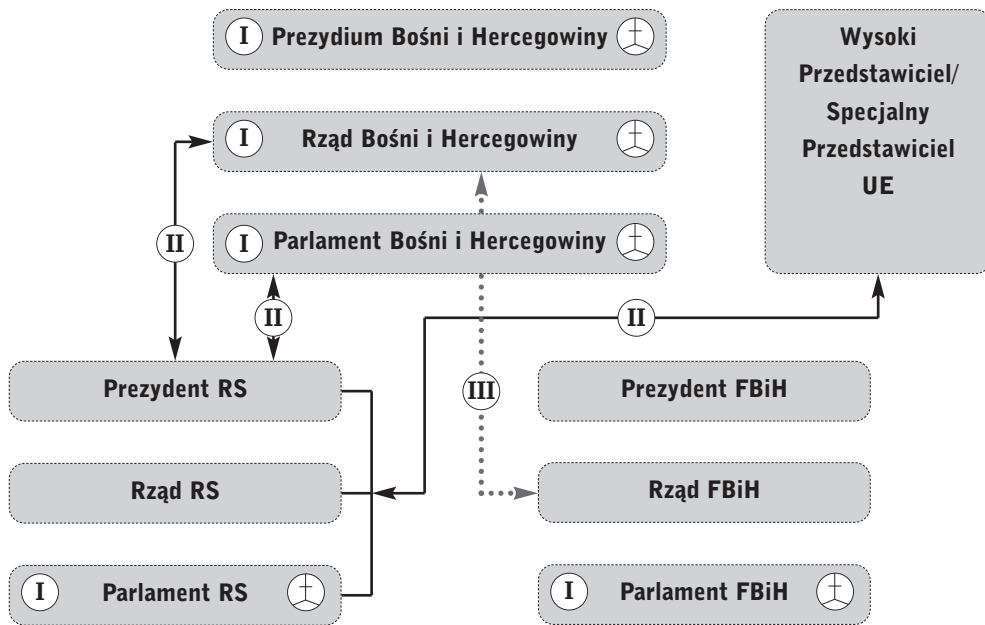 I Prezydium Bośni i Hercegowiny
Wysoki
Przedstawiciel/
Specjalny
Przedstawiciel
UE
I Rząd Bośni i Hercegowiny
II
I Parlament Bośni i Hercegowiny
II
II
Prezydent RS
III
Prezydent FBiH
Rząd RS
Rząd FBiH
I Parlament RS
I Parlament FBiH